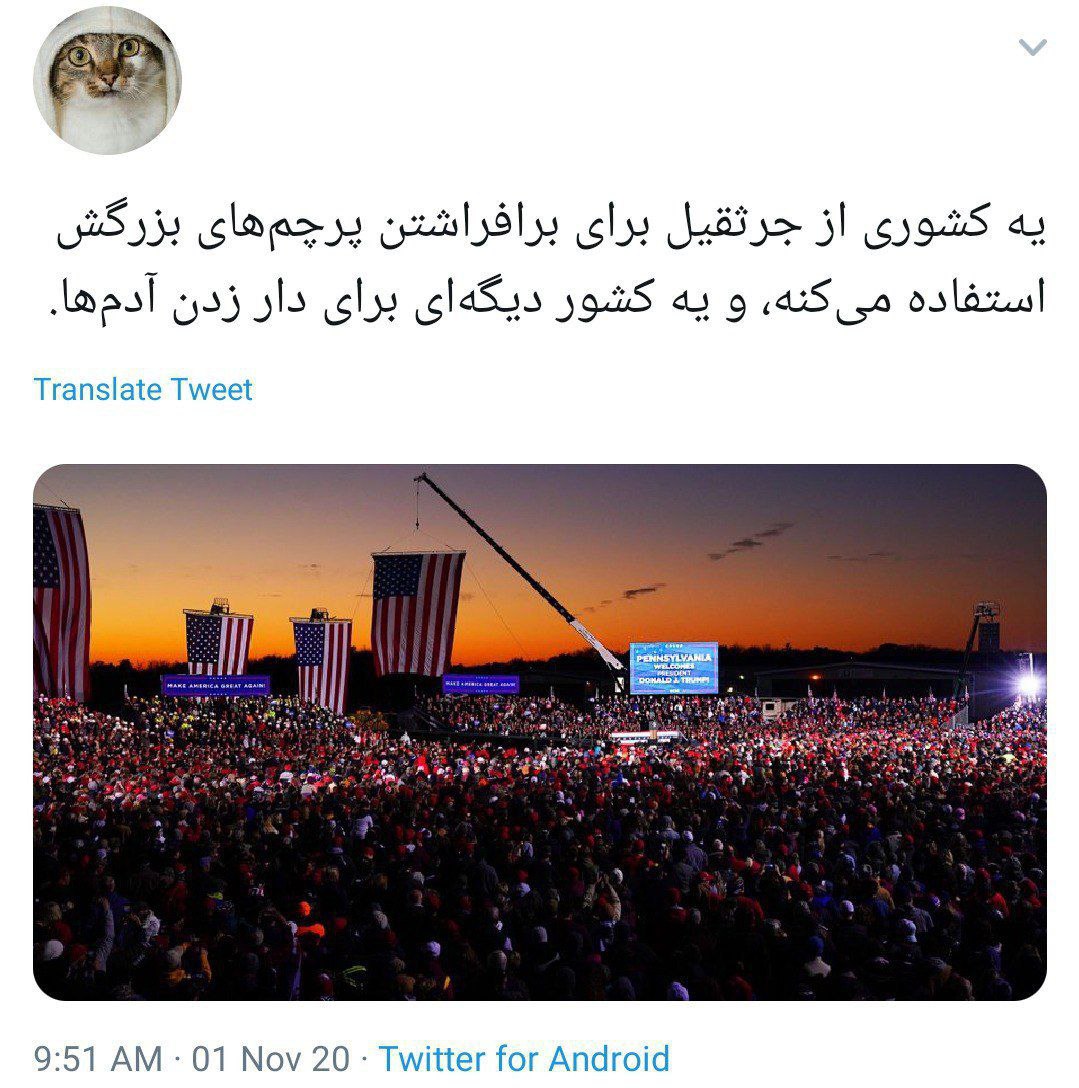 یه کشوری از جرثقیل برای برافراشتن پرچم‌های بزرگش
استفاده می‌کنه، و یه کشور دیگه‌ای برای دار زدن آدم‌ها.
Translate Tweet
MAKE AMERICA GREAT AGAIN!
MAKE AMERICA GREAT AGAIN!
PENNSYLVANIA
WELCOMES
PRESIDENT
DONALD J. TRUMP!
9:51 AM · 01 Nov 20 · Twitter for Android